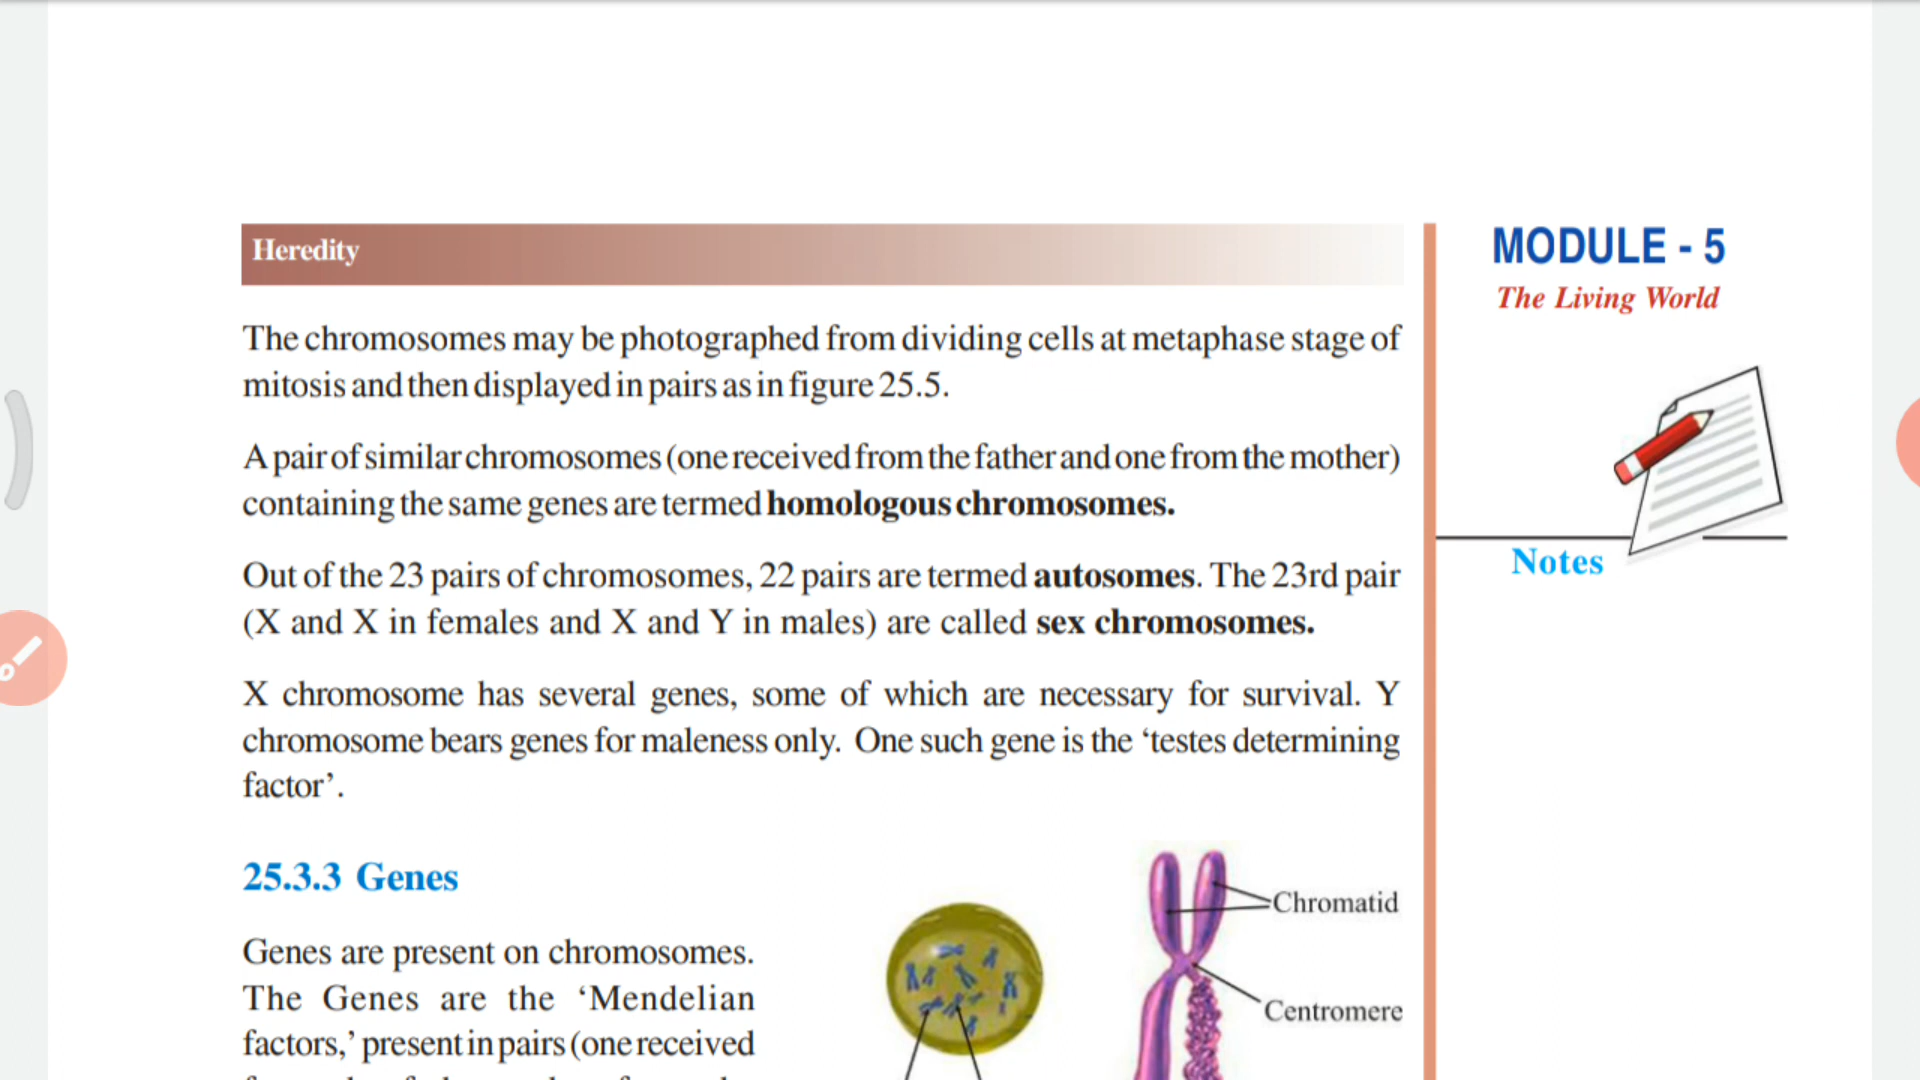 Heredity
MODULE - 5
The Living World
The chromosomes may be photographed from dividing cells at metaphase stage of
mitosis and then displayed in pairs as in figure 25.5.
A pair of similar chromosomes (one received from the father and one from the mother)
containing the same genes are termed homologous chromosomes.
Out of the 23 pairs of chromosomes, 22 pairs are termed autosomes. The 23rd pair
(X and X in females and X and Y in males) are called sex chromosomes.
Notes
X chromosome has several genes, some of which are necessary for survival. Y
chromosome bears genes for maleness only. One such gene is the ‘testes determining
factor’.
25.3.3 Genes
Genes are present on chromosomes.
The Genes are the ‘Mendelian
factors,’ present in pairs (one received
Chromatid
Centromere